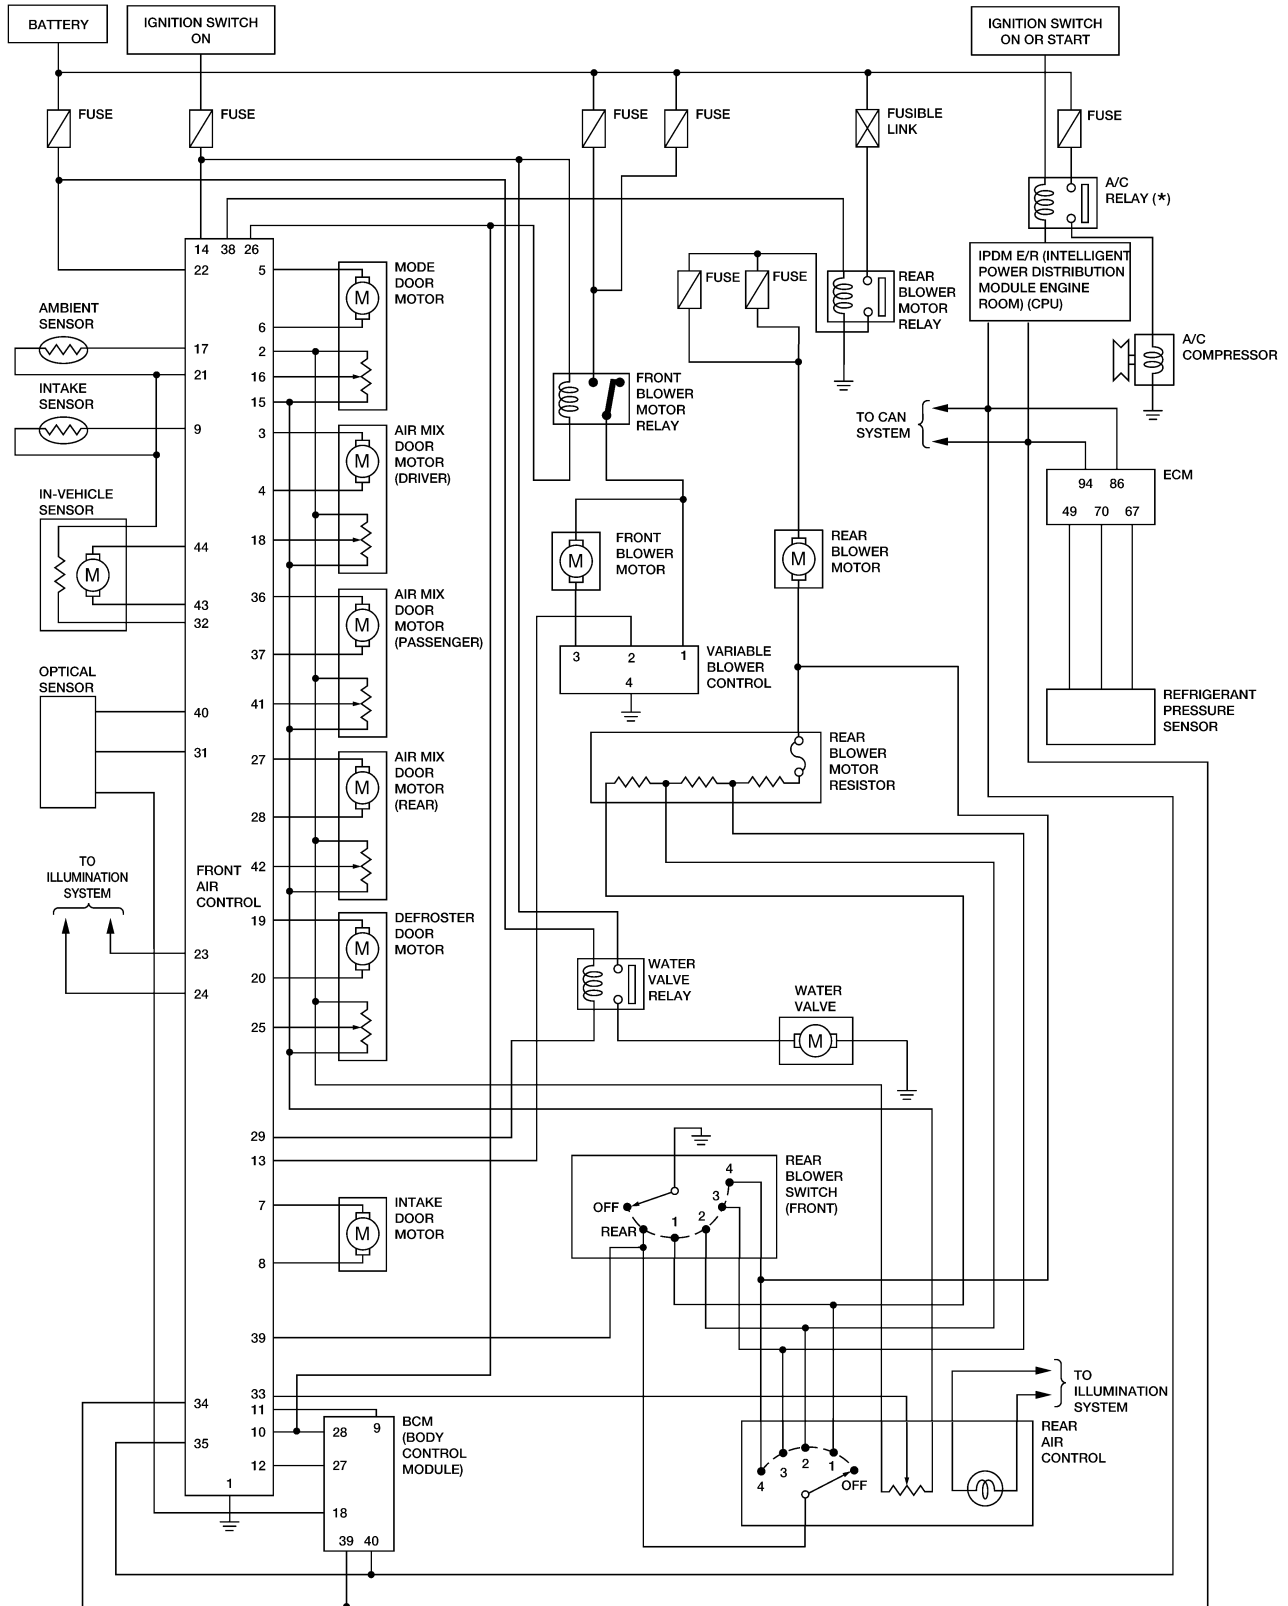 BATTERY
IGNITION SWITCH
ON
IGNITION SWITCH
ON OR START
FUSE
FUSE
FUSE
FUSE
FUSIBLE
LINK
FUSE
A/C
RELAY (*)
14 38 26
22
5
6
2
16
15
3
4
18
36
37
41
27
28
42
19
20
25
29
13
7
8
39
33
11
10
12
1
17
21
9
44
43
32
40
31
23
24
34
35
FRONT
AIR
CONTROL
AMBIENT
SENSOR
INTAKE
SENSOR
IN-VEHICLE
SENSOR
OPTICAL
SENSOR
TO
ILLUMINATION
SYSTEM
MODE
DOOR
MOTOR
M
AIR MIX
DOOR
MOTOR
(DRIVER)
M
AIR MIX
DOOR
MOTOR
(PASSENGER)
M
AIR MIX
DOOR
MOTOR
(REAR)
M
DEFROSTER
DOOR
MOTOR
M
INTAKE
DOOR
MOTOR
M
M
FUSE
FUSE
REAR
BLOWER
MOTOR
RELAY
IPDM E/R (INTELLIGENT
POWER DISTRIBUTION
MODULE ENGINE
ROOM) (CPU)
A/C
COMPRESSOR
FRONT
BLOWER
MOTOR
RELAY
TO CAN
SYSTEM
ECM
94 86
49 70 67
FRONT
BLOWER
MOTOR
M
REAR
BLOWER
MOTOR
M
3 2 1
4
VARIABLE
BLOWER
CONTROL
REFRIGERANT
PRESSURE
SENSOR
REAR
BLOWER
MOTOR
RESISTOR
WATER
VALVE
RELAY
WATER
VALVE
M
REAR
BLOWER
SWITCH
(FRONT)
OFF
REAR
1
2
3
4
BCM
(BODY
CONTROL
MODULE)
9
28
27
18
39 40
TO
ILLUMINATION
SYSTEM
REAR
AIR
CONTROL
4
3
2
1
OFF